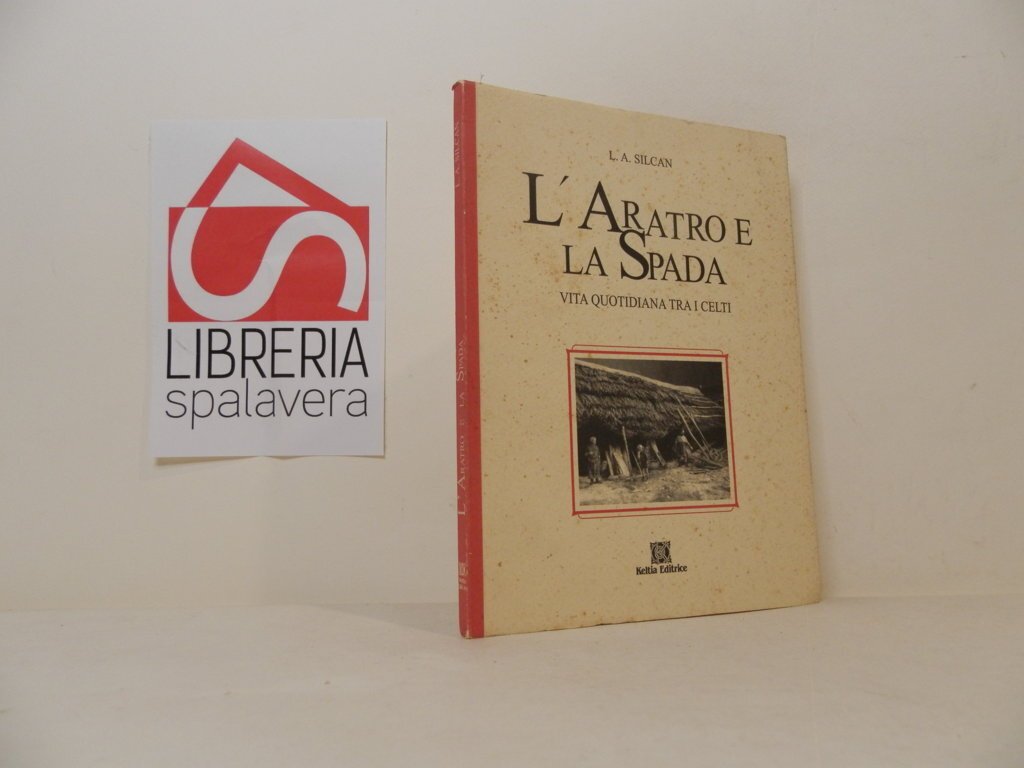 LIBRERIA
spalavera
L. A. SILCAN
L'ARATRO E
LA SPADA
L. A. SILCAN
L´ARATRO E
LA SPADA
VITA QUOTIDIANA TRA I CELTI
Keltia Editrice